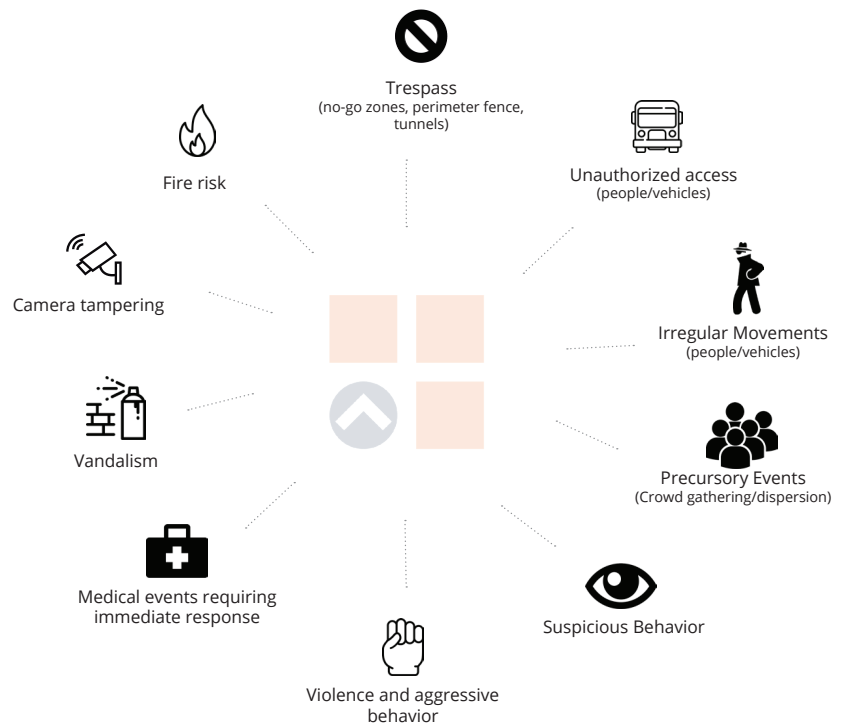 Trespass
(no-go zones, perimeter fence,
tunnels)
Unauthorized access
(people/vehicles)
Irregular Movements
(people/vehicles)
Precursory Events
(Crowd gathering/dispersion)
Suspicious Behavior
Violence and aggressive
behavior
Medical events requiring
immediate response
Vandalism
Camera tampering
Fire risk